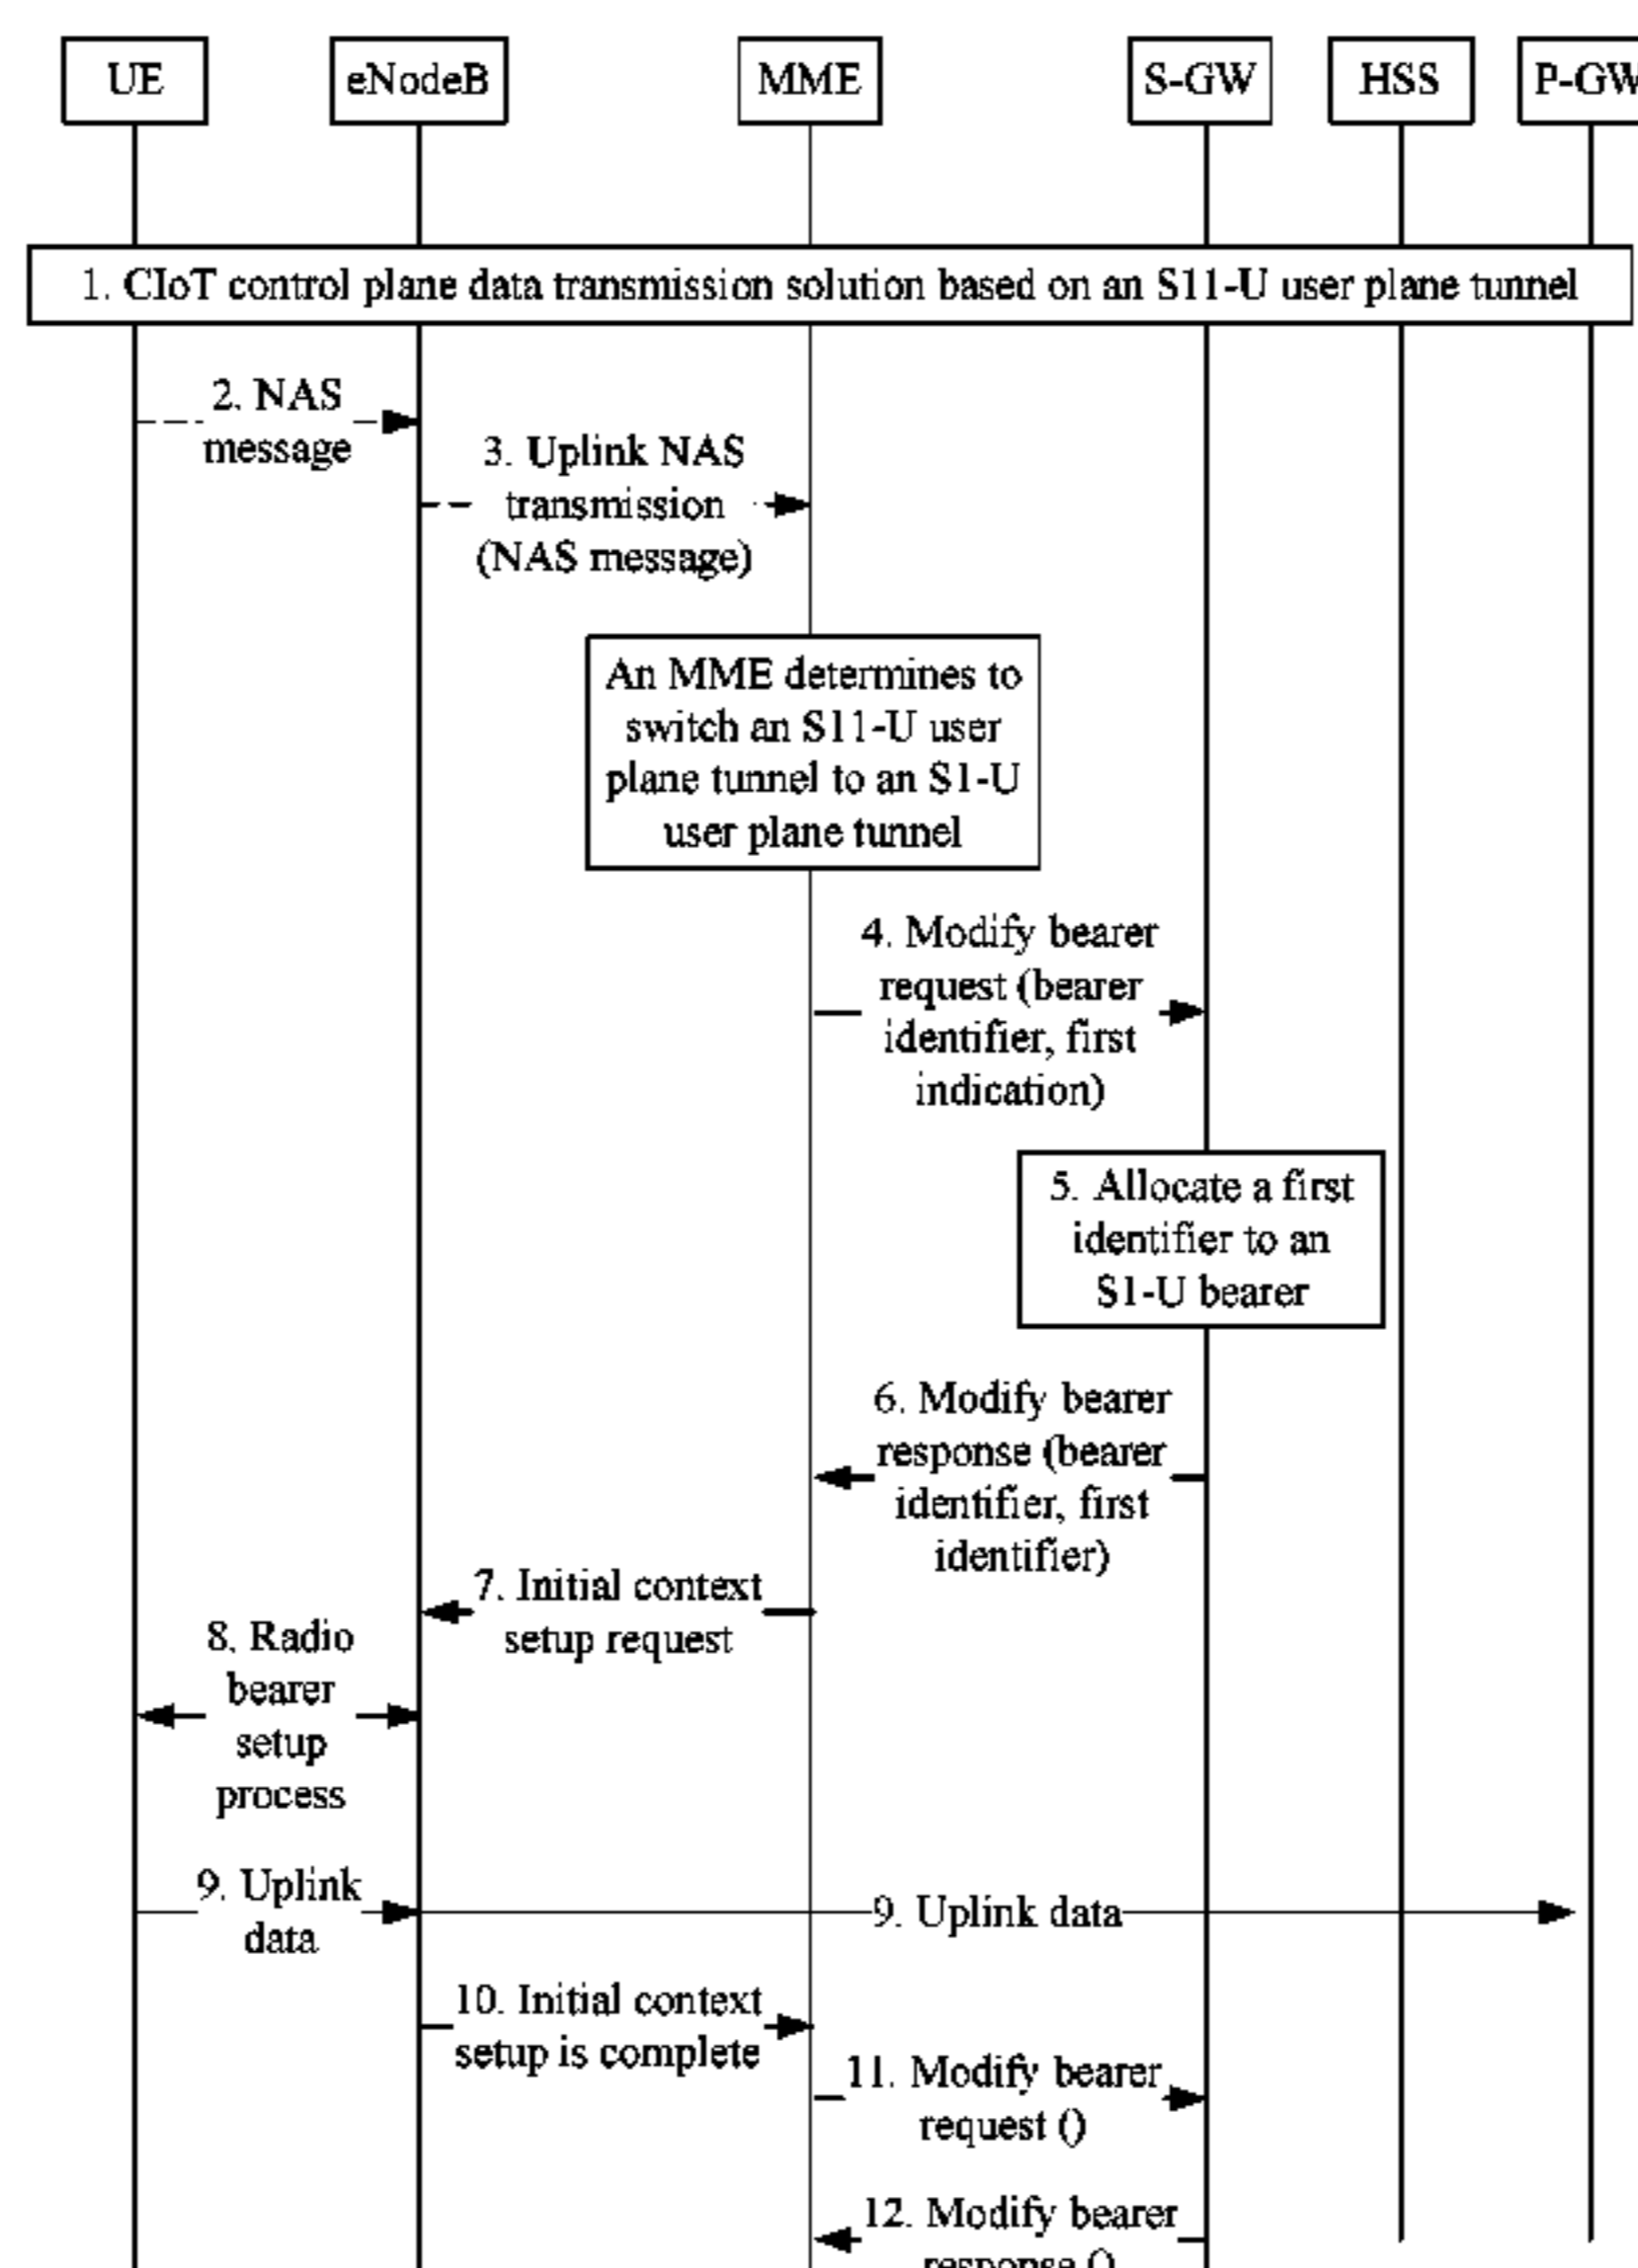 UE
eNodeB
MME
S-GW
HSS
P-GW
1. CIoT control plane data transmission solution based on an S11-U user plane tunnel
2. NAS
message
3. Uplink NAS
transmission
(NAS message)
An MME determines to
switch an S11-U user
plane tunnel to an S1-U
user plane tunnel
4. Modify bearer
request (bearer
identifier, first
indication)
5. Allocate a first
identifier to an
S1-U bearer
6. Modify bearer
response (bearer
identifier, first
identifier)
7. Initial context
setup request
8. Radio
bearer
setup
process
9. Uplink
data
9. Uplink data
10. Initial context
setup is complete
11. Modify bearer
request ()
12. Modify bearer
response ()